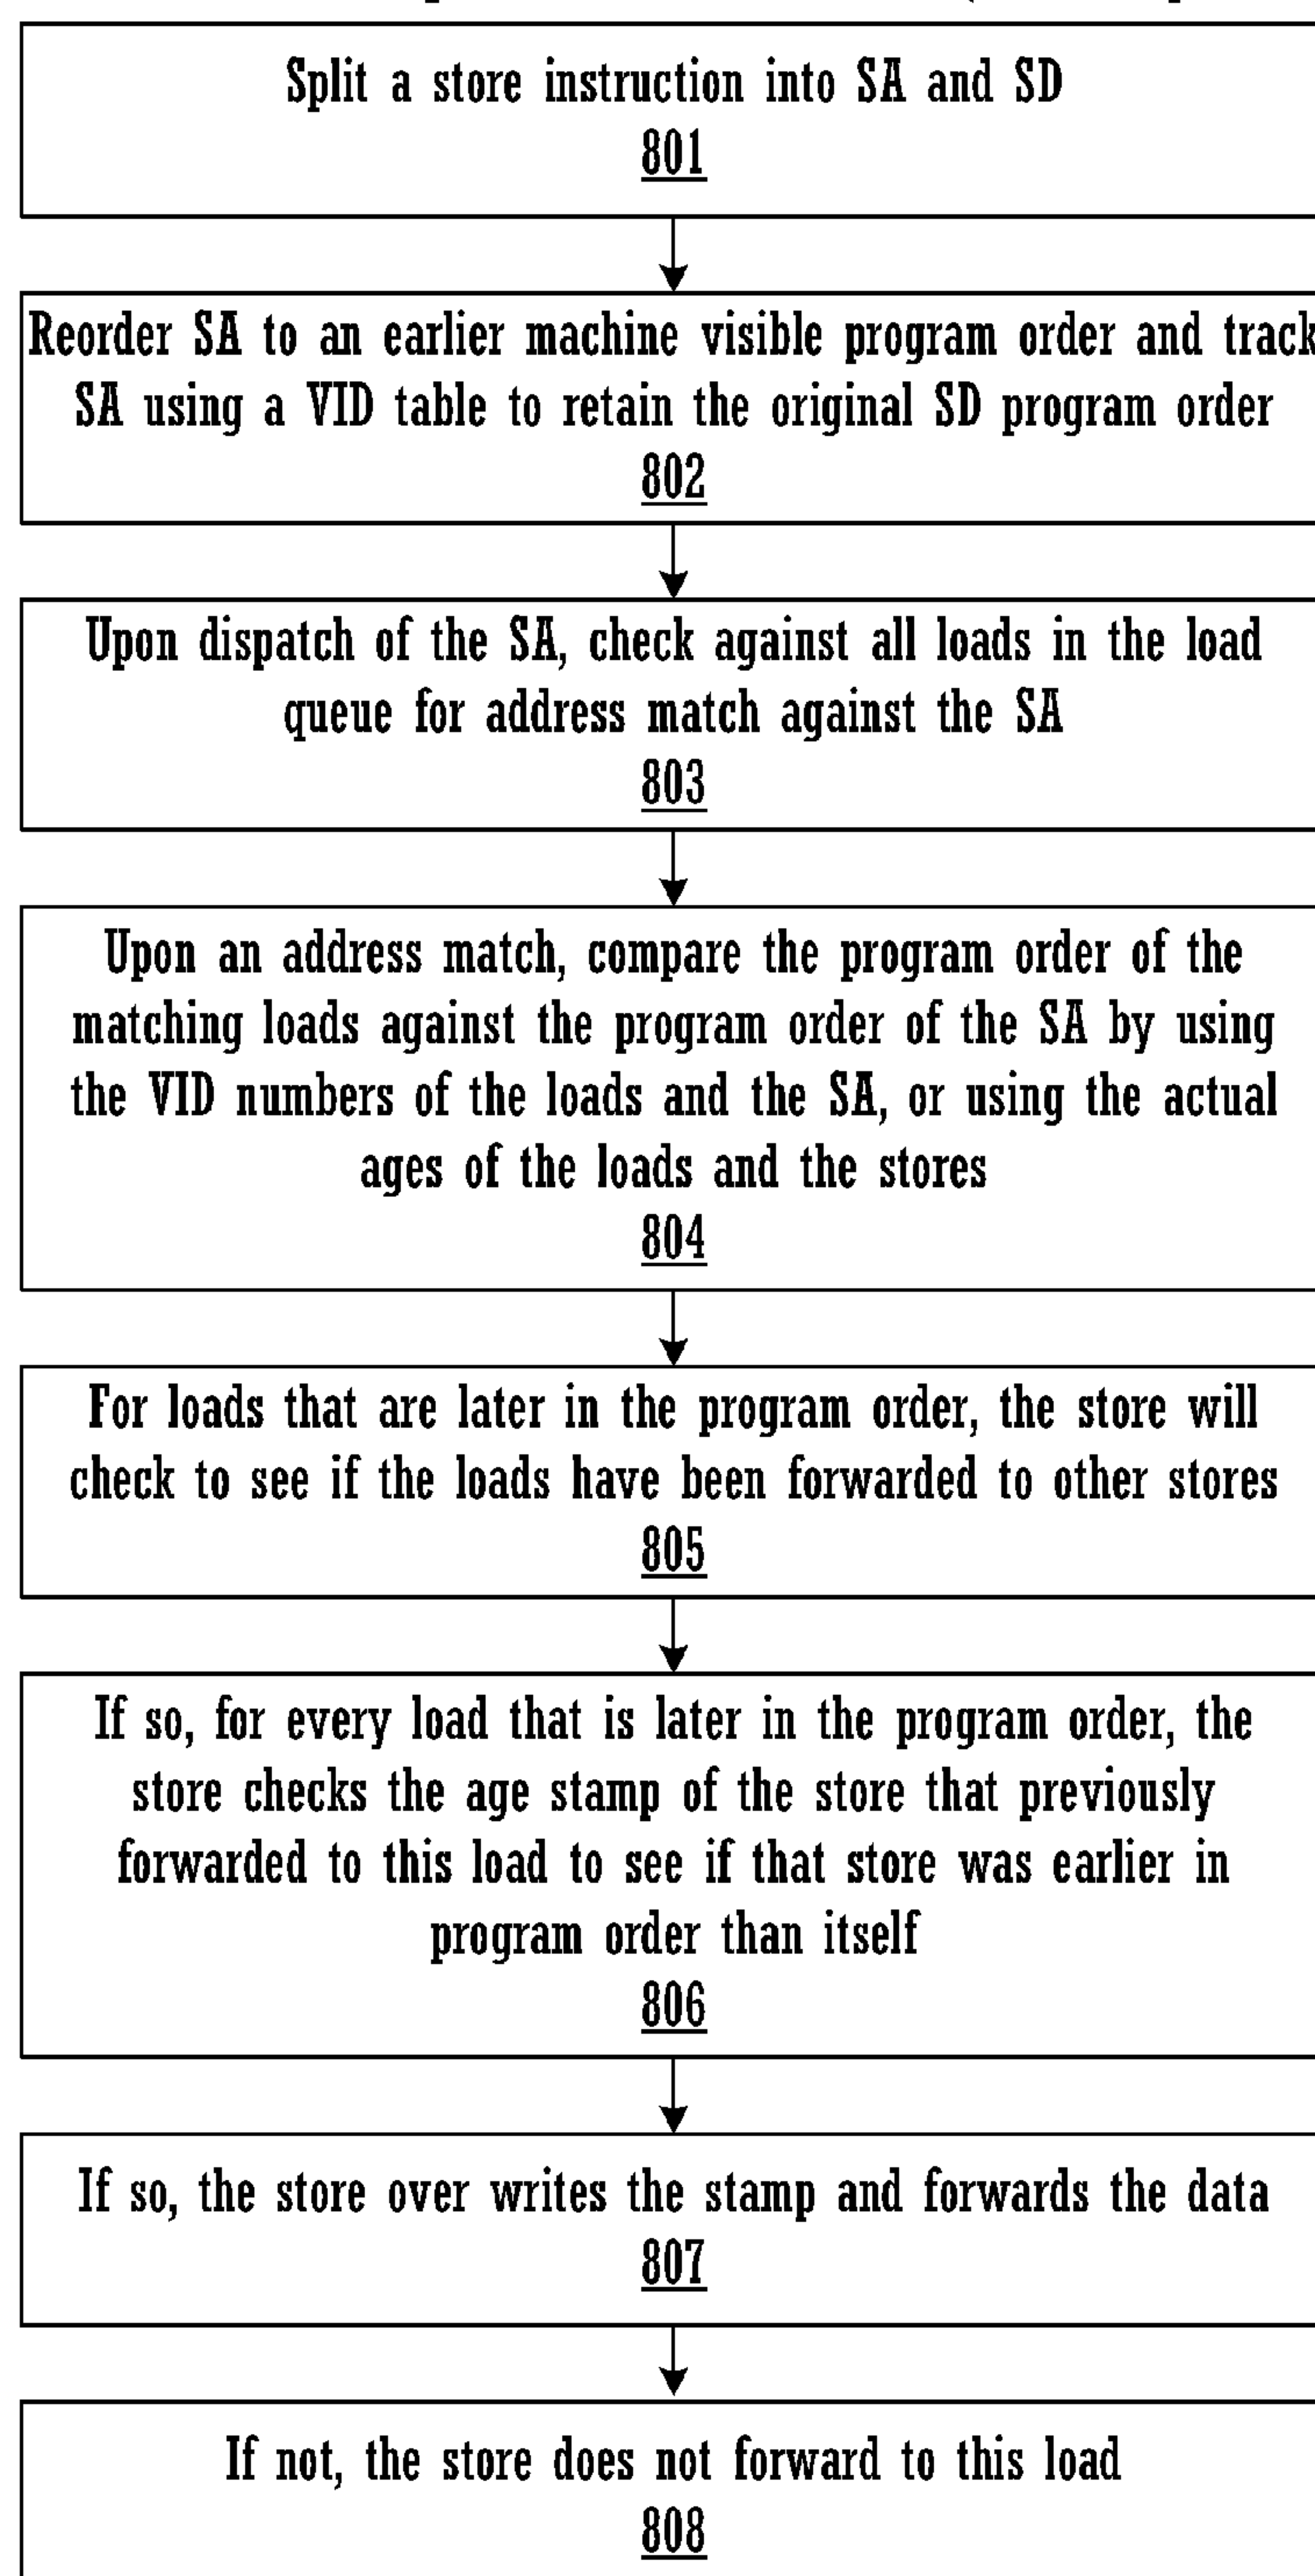 Split a store instruction into SA and SD
801
Reorder SA to an earlier machine visible program order and track
SA using a VID table to retain the original SD program order
802
Upon dispatch of the SA, check against all loads in the load
queue for address match against the SA
803
Upon an address match, compare the program order of the
matching loads against the program order of the SA by using
the VID numbers of the loads and the SA, or using the actual
ages of the loads and the stores
804
For loads that are later in the program order, the store will
check to see if the loads have been forwarded to other stores
805
If so, for every load that is later in the program order, the
store checks the age stamp of the store that previously
forwarded to this load to see if that store was earlier in
program order than itself
806
If so, the store over writes the stamp and forwards the data
807
If not, the store does not forward to this load
808